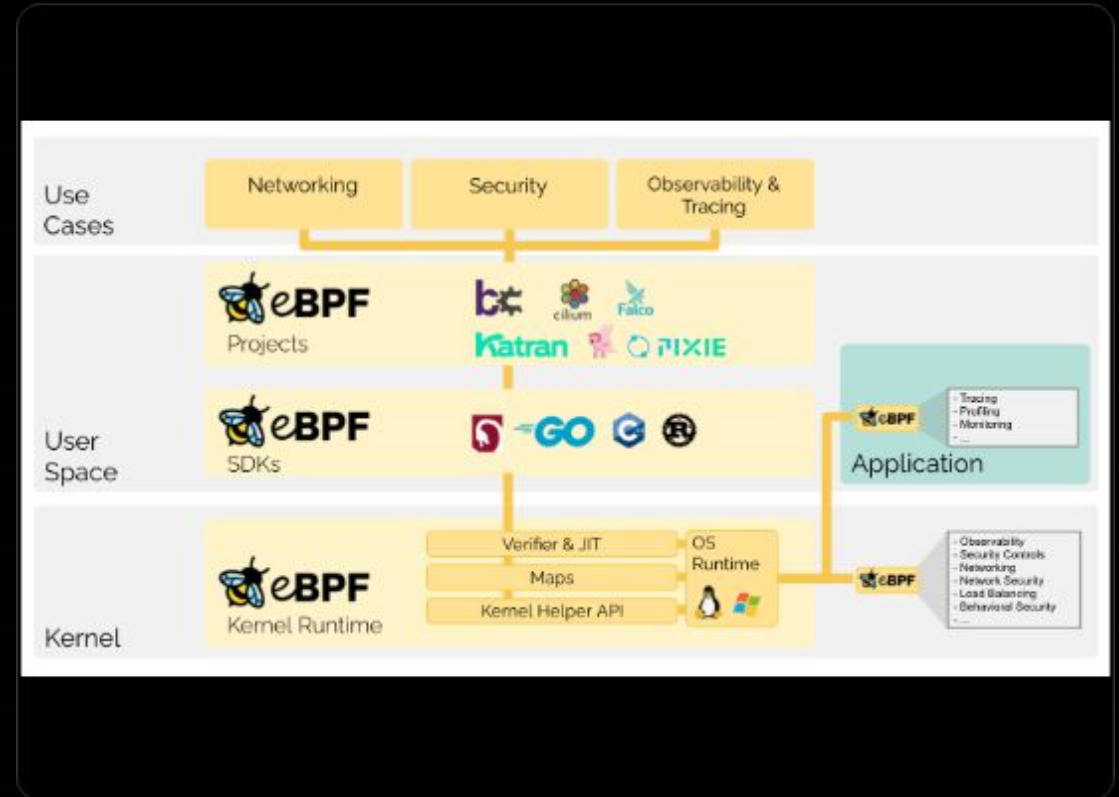 Use
Cases
Networking
Security
Observability &
Tracing
User
Space
eBPF
Projects
bcc
cilium
Falco
Katran
PIXIE
eBPF
SDKs
GO
C++
R
eBPF
- Tracing
- Profiling
- Monitoring
- ...
Application
Kernel
eBPF
Kernel Runtime
Verifier & JIT
Maps
Kernel Helper API
OS
Runtime
eBPF
- Observability
- Security Controls
- Networking
- Network Security
- Load Balancing
- Behavioral Security
- ...